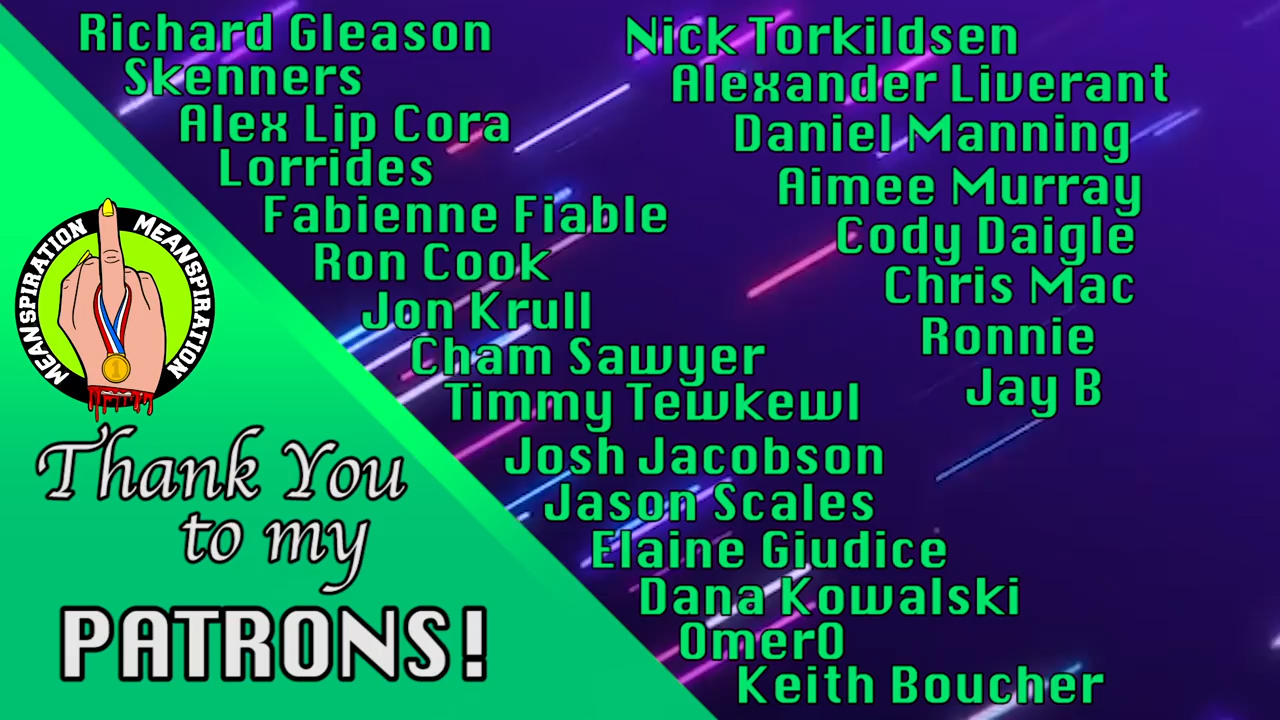 Richard Gleason
Skenners
Alex Lip Cora
Lorrides
Fabienne Fiable
Ron Cook
Jon Krull
Cham Sawyer
Timmy Tewkewl
Josh Jacobson
Jason Scales
Elaine Giudice
Dana Kowalski
OmerO
Keith Boucher
Nick Torkildsen
Alexander Liverant
Daniel Manning
Aimee Murray
Cody Daigle
Chris Mac
Ronnie
Jay B
MEANSPIRATION
MEANSPIRATION
1
Thank You
to my
PATRONS!